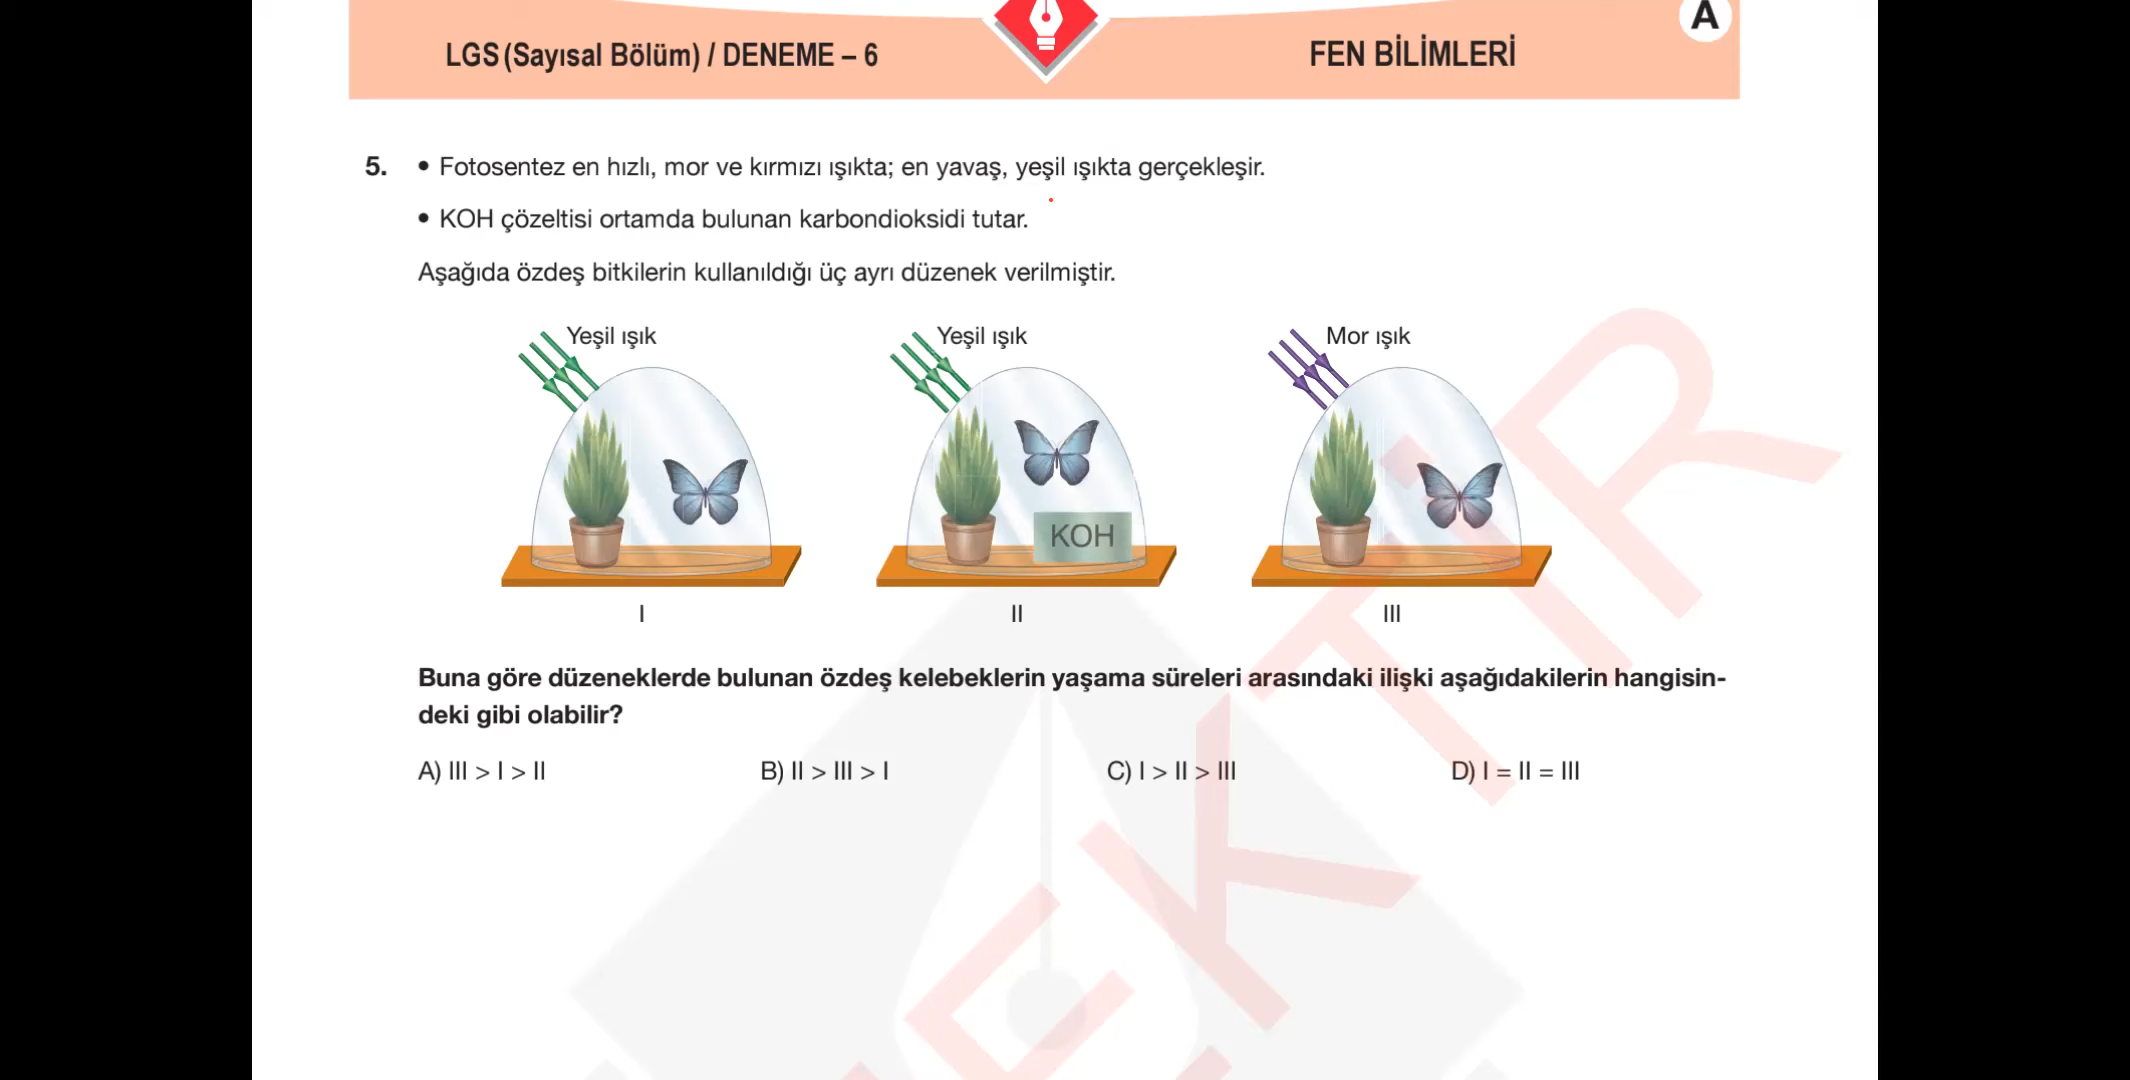 LGS (Sayısal Bölüm) / DENEME – 6
FEN BİLİMLERİ
A
5. • Fotosentez en hızlı, mor ve kırmızı ışıkta; en yavaş, yeşil ışıkta gerçekleşir.
• KOH çözeltisi ortamda bulunan karbondioksidi tutar.
Aşağıda özdeş bitkilerin kullanıldığı üç ayrı düzenek verilmiştir.
Yeşil ışık
Yeşil ışık
Mor ışık
KOH
I
II
III
Buna göre düzeneklerde bulunan özdeş kelebeklerin yaşama süreleri arasındaki ilişki aşağıdakilerin hangisin-
deki gibi olabilir?
A) III > I > II
B) II > III > I
C) I > II > III
D) I = II = III
EKTİR